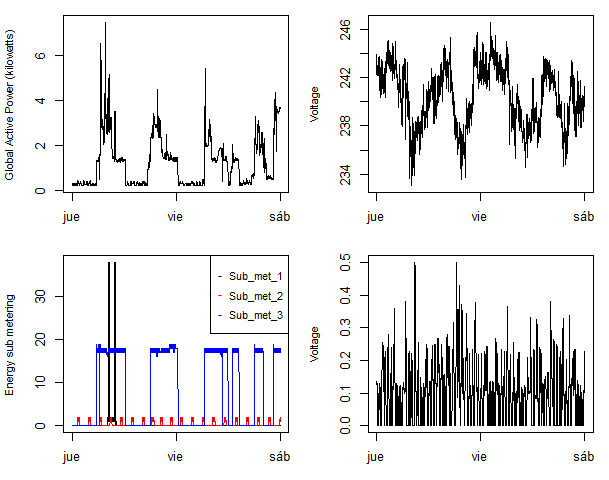 Global Active Power (kilowatts)
6
4
2
0
jue
vie
sáb
Voltage
246
242
238
234
jue
vie
sáb
Energy sub metering
30
20
10
0
Sub_met_1
Sub_met_2
Sub_met_3
jue
vie
sáb
Voltage
0.5
0.4
0.3
0.2
0.1
0.0
jue
vie
sáb